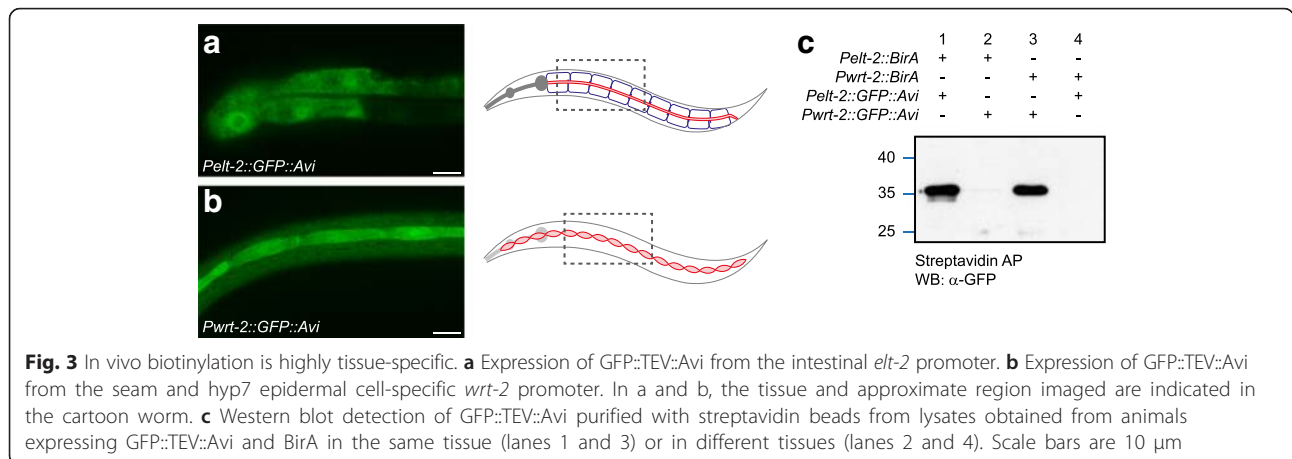 a
Pelt-2::GFP::Avi
b
Pwrt-2::GFP::Avi
c
1 2 3 4
Pelt-2::BirA + + - -
Pwrt-2::BirA - - + +
Pelt-2::GFP::Avi + - - +
Pwrt-2::GFP::Avi - + + -
40
35
25
Streptavidin AP
WB: α-GFP
Fig. 3 In vivo biotinylation is highly tissue-specific. a Expression of GFP::TEV::Avi from the intestinal elt-2 promoter. b Expression of GFP::TEV::Avi
from the seam and hyp7 epidermal cell-specific wrt-2 promoter. In a and b, the tissue and approximate region imaged are indicated in
the cartoon worm. c Western blot detection of GFP::TEV::Avi purified with streptavidin beads from lysates obtained from animals
expressing GFP::TEV::Avi and BirA in the same tissue (lanes 1 and 3) or in different tissues (lanes 2 and 4). Scale bars are 10 μm